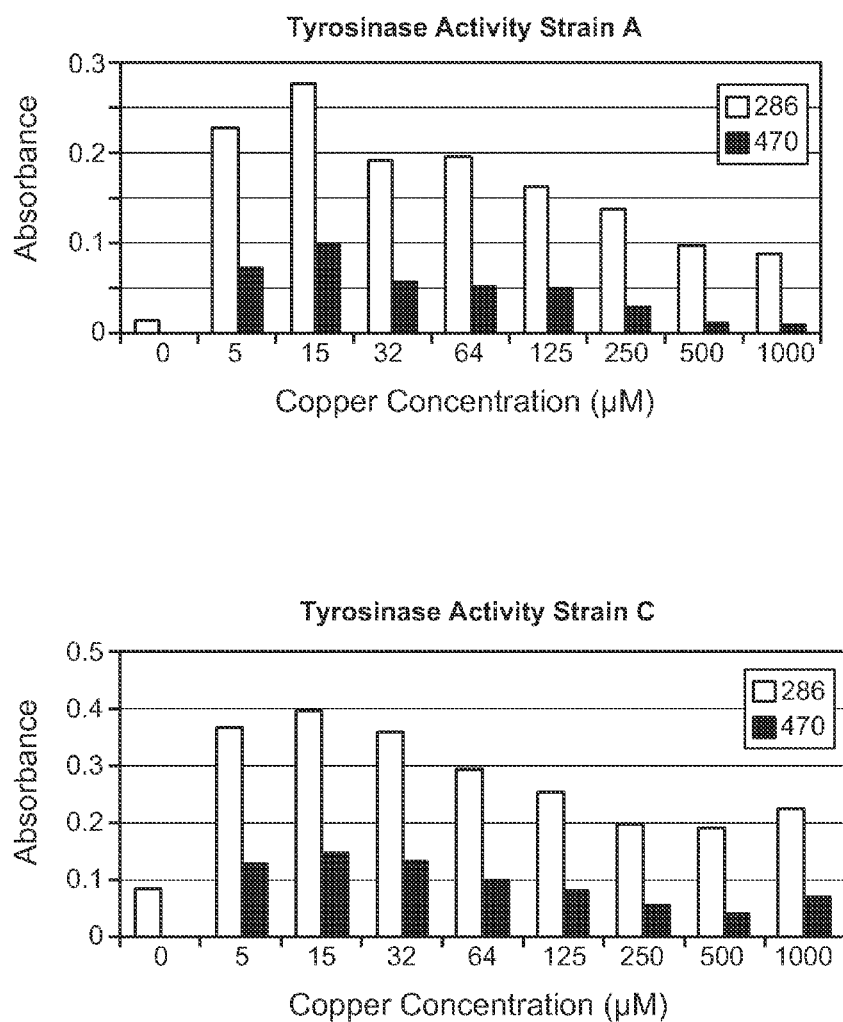 Tyrosinase Activity Strain A
0.3
0.2
0.1
0
Absorbance
286
470
0 5 15 32 64 125 250 500 1000
Copper Concentration (µM)
Tyrosinase Activity Strain C
0.5
0.4
0.3
0.2
0.1
0
Absorbance
286
470
0 5 15 32 64 125 250 500 1000
Copper Concentration (µM)